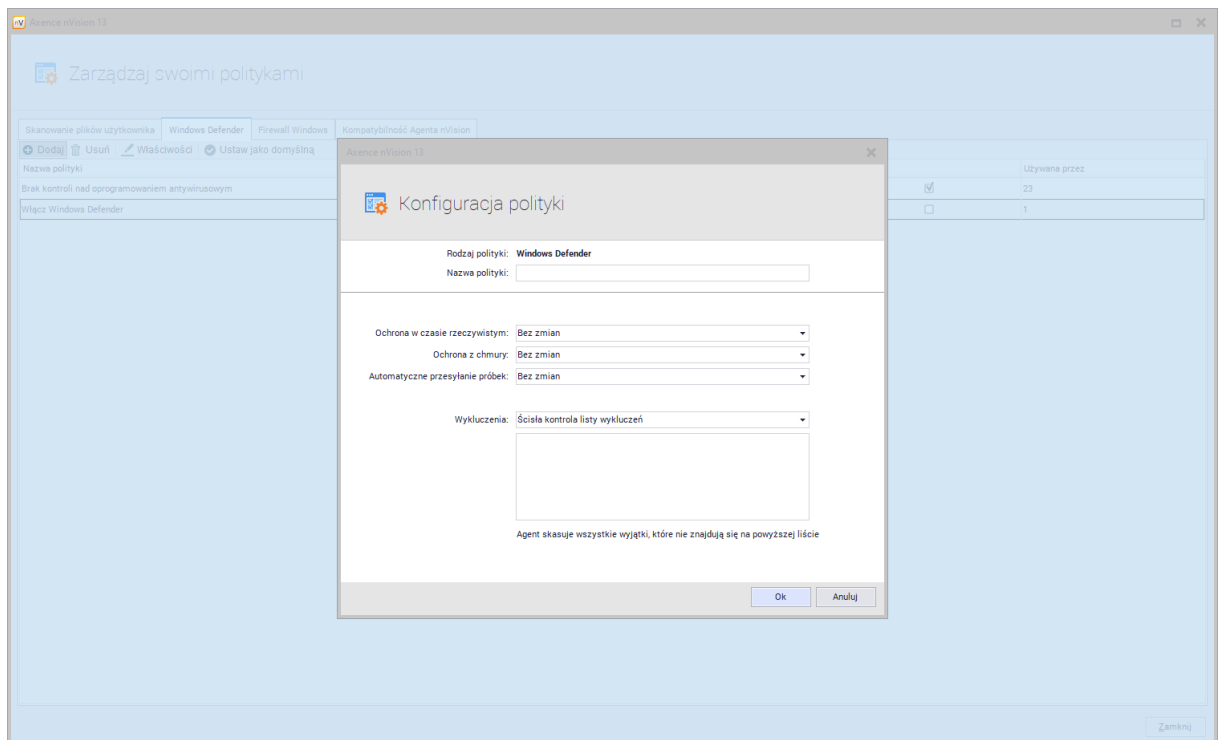 nV Axence nVision 13
Zarządzaj swoimi politykami
Skanowanie plików użytkownika Windows Defender Firewall Windows Kompatybilność Agenta nVision
Dodaj Usuń Właściwości Ustaw jako domyślną
Nazwa polityki Używana przez
Brak kontroli nad oprogramowaniem antywirusowym 23
Włącz Windows Defender 1
Axence nVision 13
Konfiguracja polityki
Rodzaj polityki: Windows Defender
Nazwa polityki:
Ochrona w czasie rzeczywistym: Bez zmian
Ochrona z chmury: Bez zmian
Automatyczne przesyłanie próbek: Bez zmian
Wykluczenia: Ścisła kontrola listy wykluczeń
Agent skasuje wszystkie wyjątki, które nie znajdują się na powyższej liście
Ok Anuluj
Zamknij